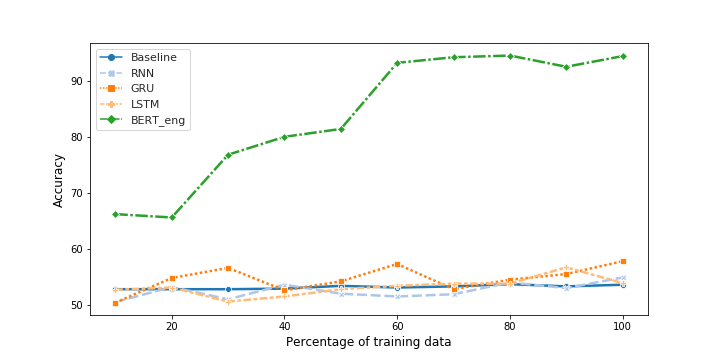 Baseline
RNN
GRU
LSTM
BERT_eng
Accuracy
90
80
70
60
50
20
40
60
80
100
Percentage of training data